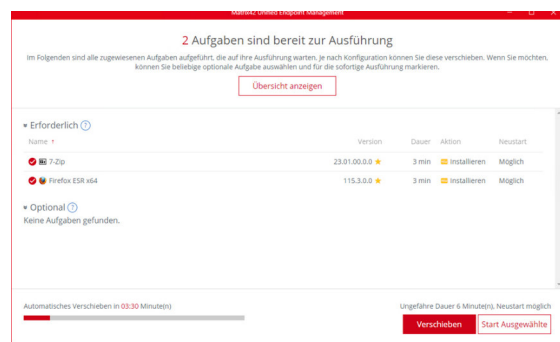 Matrix42 Unified Endpoint Management
2 Aufgaben sind bereit zur Ausführung
Im Folgenden sind alle zugewiesenen Aufgaben aufgeführt, die auf ihre Ausführung warten. Je nach Konfiguration können Sie diese verschieben. Wenn Sie möchten,
können Sie beliebige optionale Aufgabe auswählen und für die sofortige Ausführung markieren.
Übersicht anzeigen
Erforderlich ?
Name ↑ Version Dauer Aktion Neustart
7-Zip 23.01.00.0.0 ★ 3 min Installieren Möglich
Firefox ESR x64 115.3.0.0 ★ 3 min Installieren Möglich
Optional ?
Keine Aufgaben gefunden.
Automatisches Verschieben in 03:30 Minute(n) Ungefähre Dauer 6 Minute(n), Neustart möglich
Verschieben Start Ausgewählte